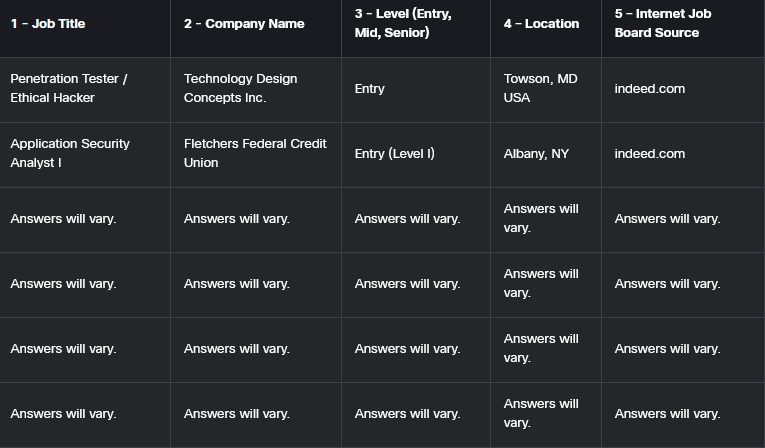 1 – Job Title
2 – Company Name
3 – Level (Entry,
Mid, Senior)
4 – Location
5 – Internet Job
Board Source
Penetration Tester /
Ethical Hacker
Technology Design
Concepts Inc.
Entry
Towson, MD
USA
indeed.com
Application Security
Analyst I
Fletchers Federal Credit
Union
Entry (Level I)
Albany, NY
indeed.com
Answers will vary.
Answers will vary.
Answers will vary.
Answers will
vary.
Answers will vary.
Answers will vary.
Answers will vary.
Answers will vary.
Answers will
vary.
Answers will vary.
Answers will vary.
Answers will vary.
Answers will vary.
Answers will
vary.
Answers will vary.
Answers will vary.
Answers will vary.
Answers will vary.
Answers will
vary.
Answers will vary.